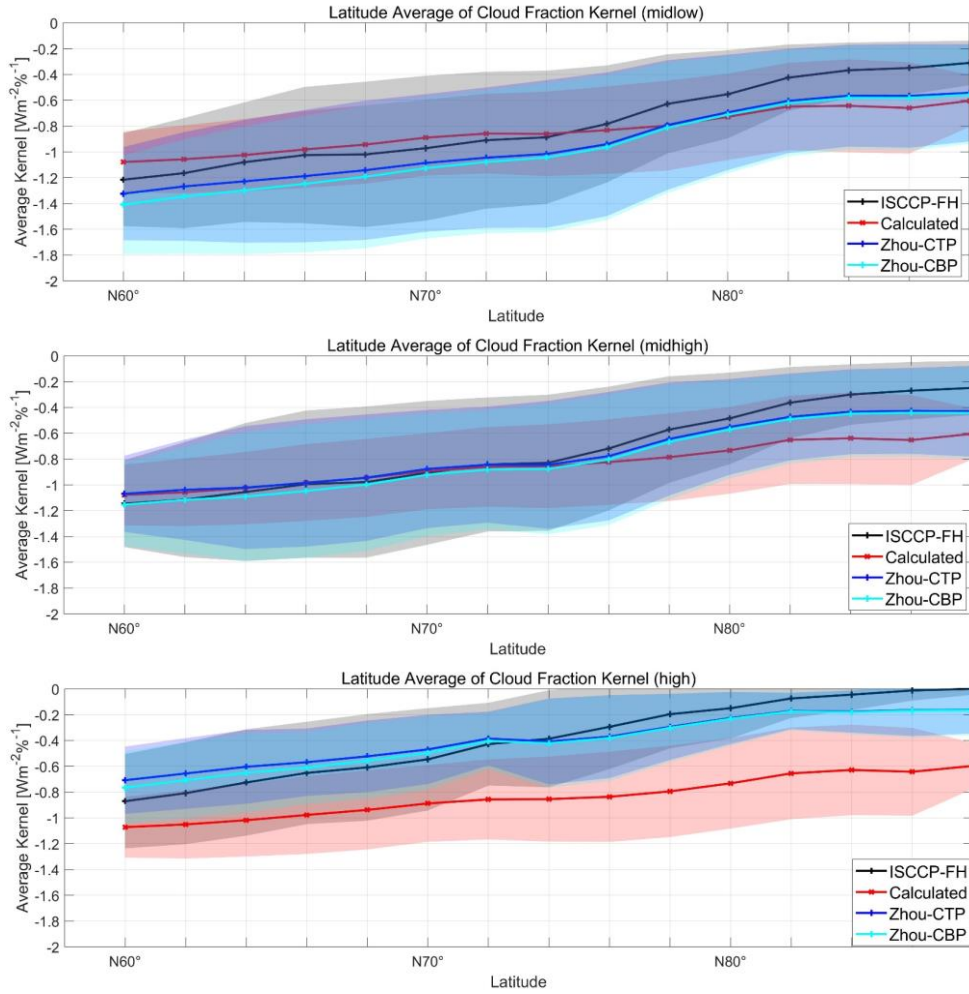 Latitude Average of Cloud Fraction Kernel (midlow)
Average Kernel [Wm-2%-1]
0
-0.2
-0.4
-0.6
-0.8
-1
-1.2
-1.4
-1.6
-1.8
-2
ISCCP-FH
Calculated
Zhou-CTP
Zhou-CBP
N60° N70° N80°
Latitude
Latitude Average of Cloud Fraction Kernel (midhigh)
Average Kernel [Wm-2%-1]
0
-0.2
-0.4
-0.6
-0.8
-1
-1.2
-1.4
-1.6
-1.8
-2
ISCCP-FH
Calculated
Zhou-CTP
Zhou-CBP
N60° N70° N80°
Latitude
Latitude Average of Cloud Fraction Kernel (high)
Average Kernel [Wm-2%-1]
0
-0.2
-0.4
-0.6
-0.8
-1
-1.2
-1.4
-1.6
-1.8
-2
ISCCP-FH
Calculated
Zhou-CTP
Zhou-CBP
N60° N70° N80°
Latitude